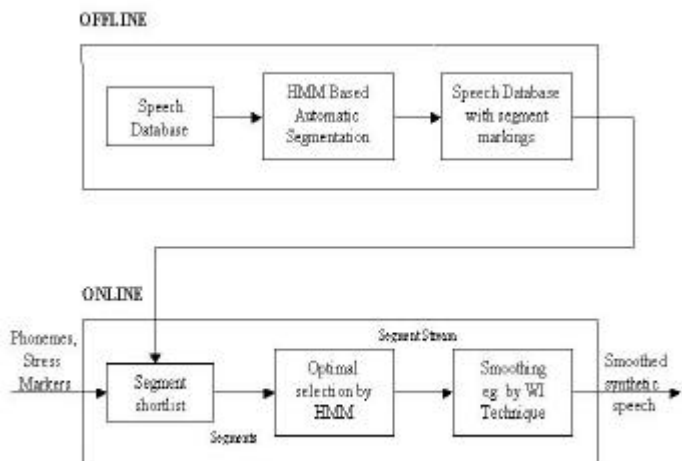 OFFLINE
Speech
Database
HMM Based
Automatic
Segmentation
Speech Database
with segment
markings
ONLINE
Phonemes,
Stress
Markers
Segment
shortlist
Segments
Optimal
selection by
HMM
Segment Stream
Smoothing
eg. by WI
Technique
Smoothed
synthetic
speech